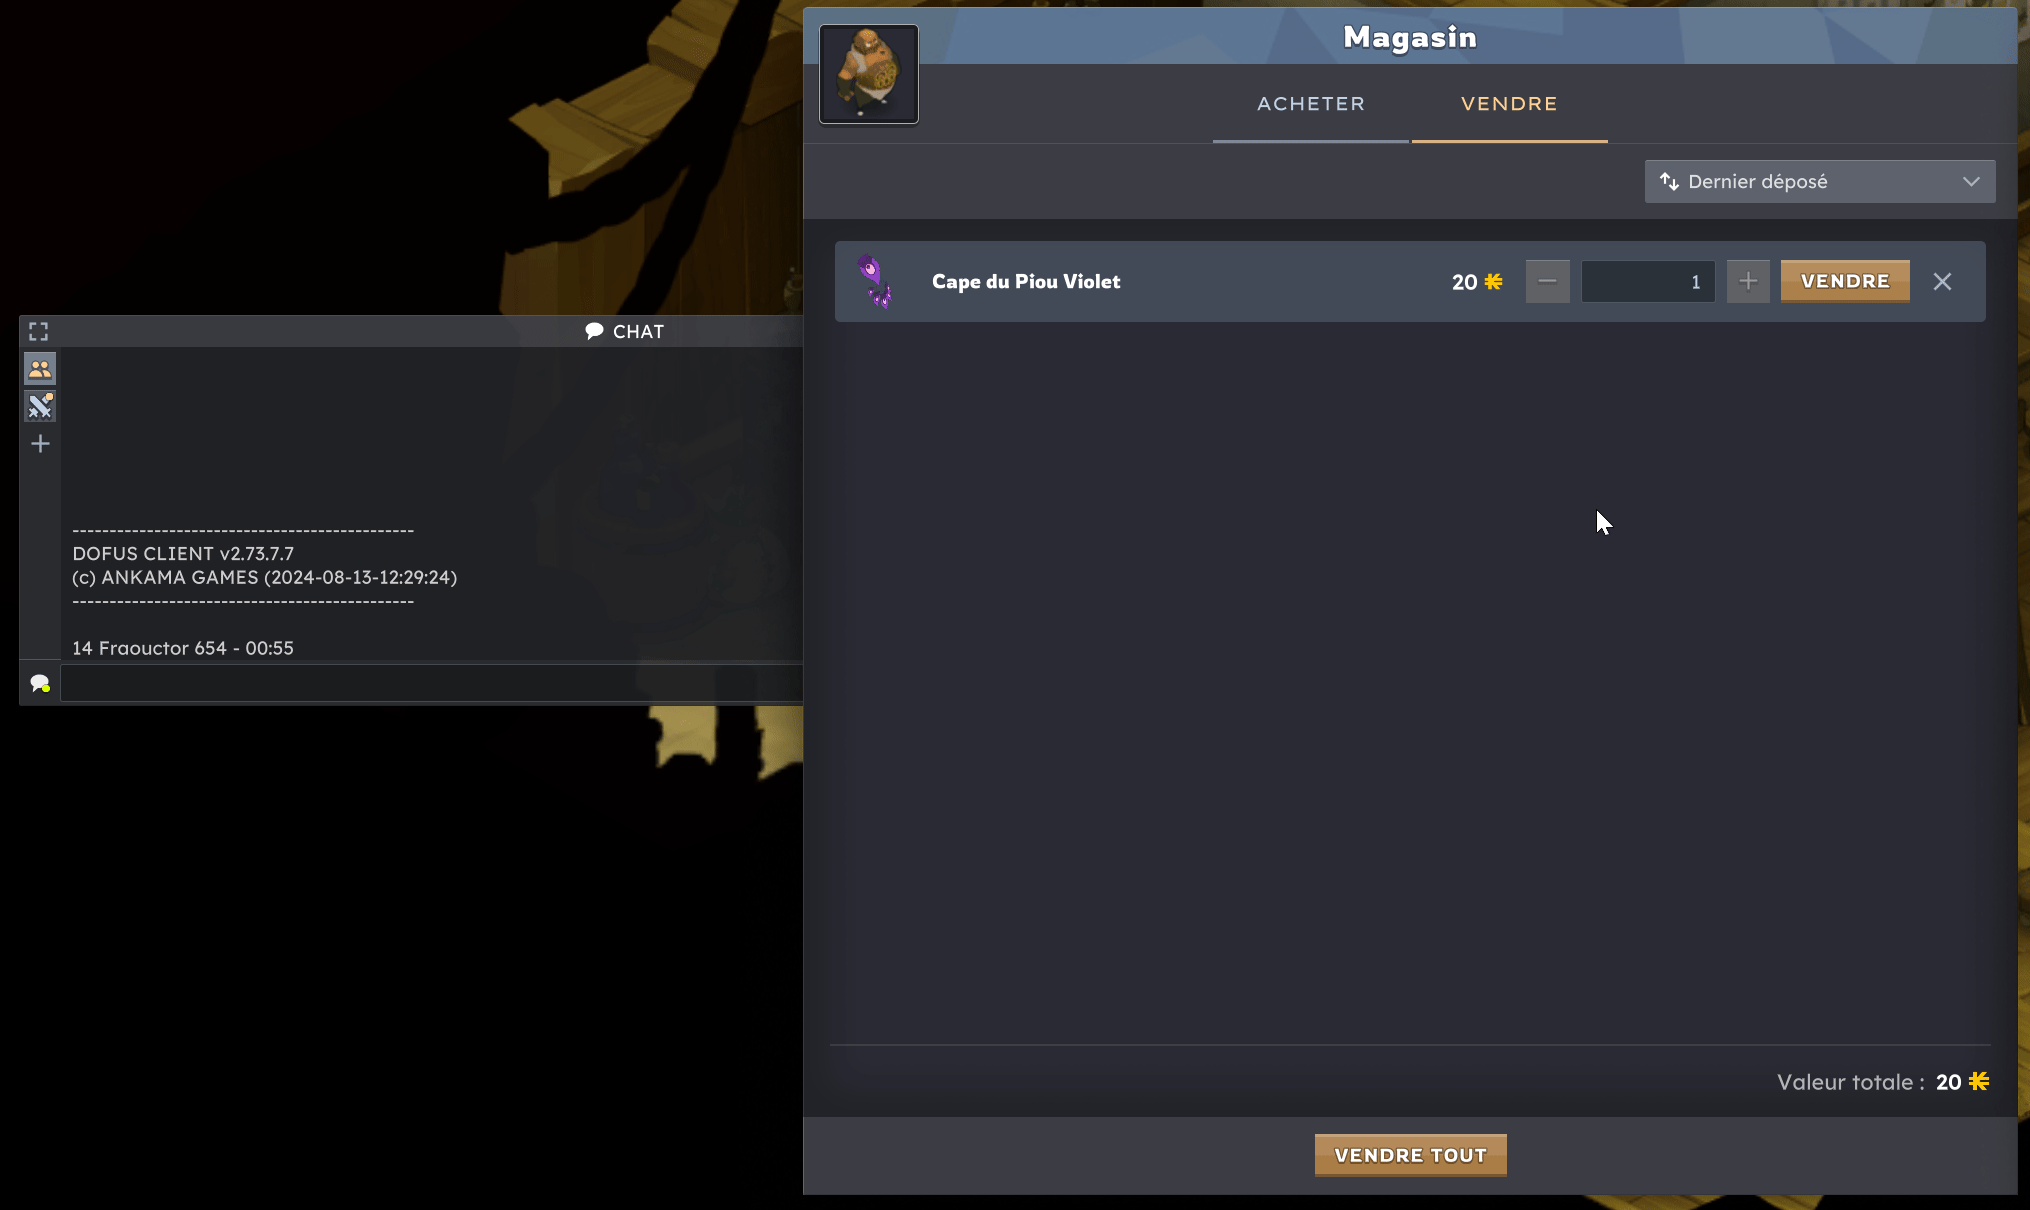 Magasin
ACHETER
VENDRE
Dernier déposé
Cape du Piou Violet
20
1
VENDRE
CHAT
----------------------------------------------
DOFUS CLIENT v2.73.7.7
(c) ANKAMA GAMES (2024-08-13-12:29:24)
----------------------------------------------
14 Fraouctor 654 - 00:55
Valeur totale : 20
VENDRE TOUT